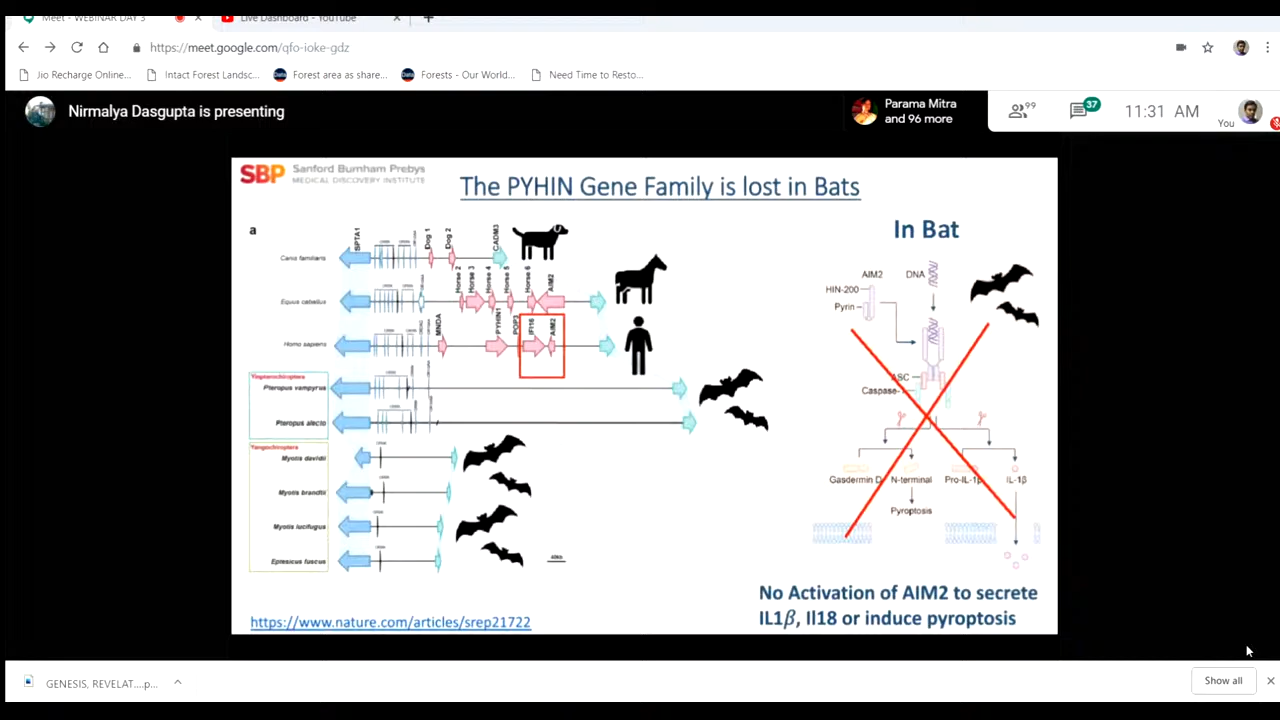 Meet - WEBINAR DAY 3
Live Dashboard - YouTube
https://meet.google.com/qfo-ioke-gdz
Jio Recharge Online...
Intact Forest Landsc...
Forest area as share...
Forests - Our World...
Need Time to Resto...
Nirmalya Dasgupta is presenting
Parama Mitra
and 96 more
99
37
11:31 AM
You
SBP Sanford Burnham Prebys
MEDICAL DISCOVERY INSTITUTE
The PYHIN Gene Family is lost in Bats
a
SPTA1
Dog 1
Dog 2
CADM3
Canis familiaris
Horse 2
Horse 3
Horse 4
Horse 5
Horse 6
AIM2
Equus caballus
MNDA
PYHIN1
POP3
IFI16
AIM2
Homo sapiens
Yinpterochiroptera
Pteropus vampyrus
Pteropus alecto
Yangochiroptera
Myotis davidii
Myotis brandtii
Myotis lucifugus
Eptesicus fuscus
40kb
https://www.nature.com/articles/srep21722
In Bat
AIM2
DNA
HIN-200
Pyrin
ASC
Caspase-
Gasdermin D
N-terminal
Pro-IL-1β
IL-1β
Pyroptosis
No Activation of AIM2 to secrete
IL1β, Il18 or induce pyroptosis
GENESIS, REVELAT....p...
Show all